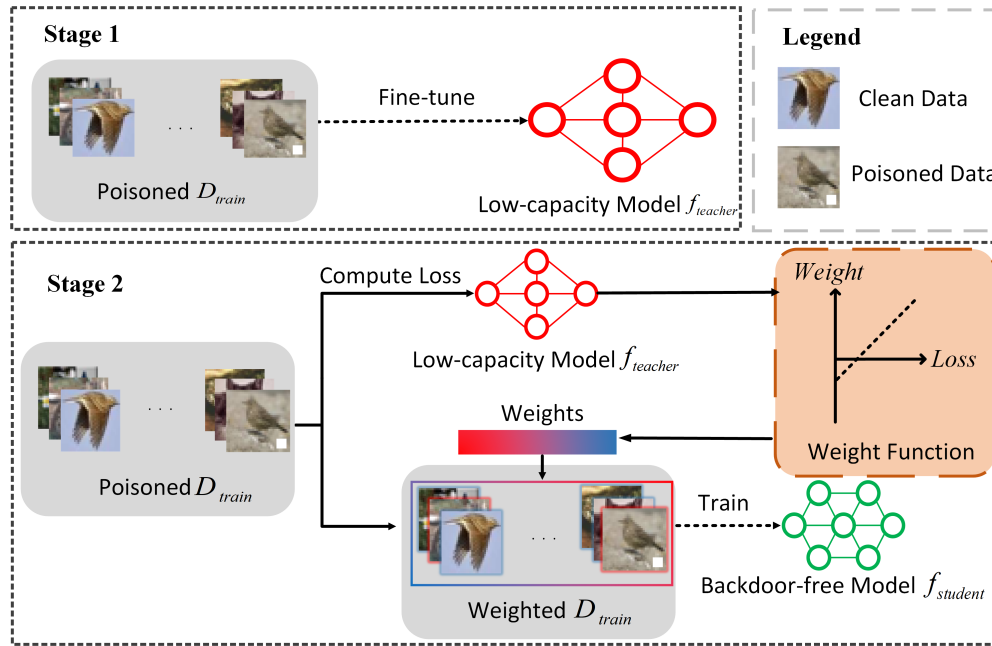 Stage 1
. . .
Poisoned D_train
Fine-tune
Low-capacity Model f_teacher
Legend
Clean Data
Poisoned Data
Stage 2
. . .
Poisoned D_train
Compute Loss
Low-capacity Model f_teacher
Weight
Loss
Weight Function
Weights
. . .
Weighted D_train
Train
Backdoor-free Model f_student